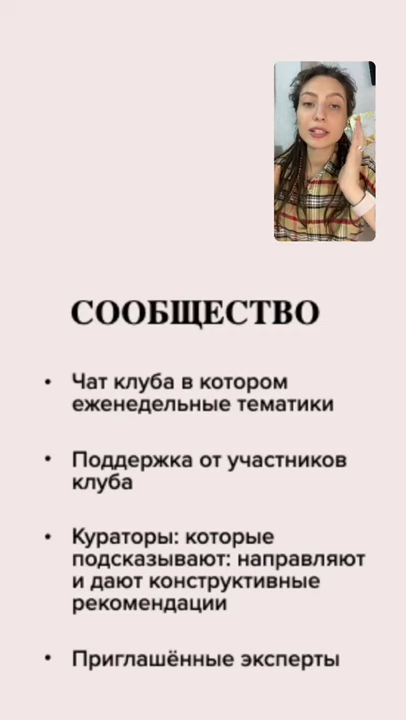 СООБЩЕСТВО
• Чат клуба в котором
еженедельные тематики
• Поддержка от участников
клуба
• Кураторы: которые
подсказывают: направляют
и дают конструктивные
рекомендации
• Приглашённые эксперты